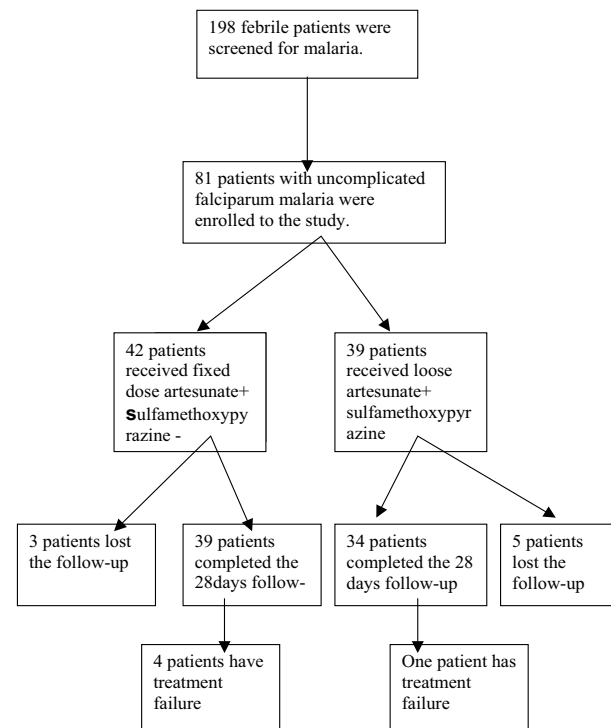 198 febrile patients were
screened for malaria.
81 patients with uncomplicated
falciparum malaria were
enrolled to the study.
42 patients
received fixed
dose artesunate+
sulfamethoxypy
razine -
39 patients
received loose
artesunate+
sulfamethoxypyr
azine
3 patients lost
the follow-up
39 patients
completed the
28days follow-
34 patients
completed the 28
days follow-up
5 patients
lost the
follow-up
4 patients have
treatment
failure
One patient has
treatment
failure